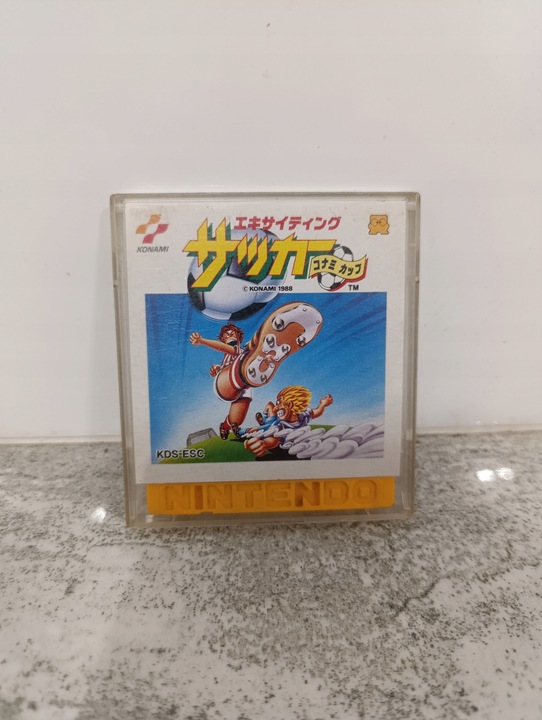 KONAMI
エキサイティング
サッカー
コナミ カップ
TM
© KONAMI 1988
KDS-ESC
NINTENDO